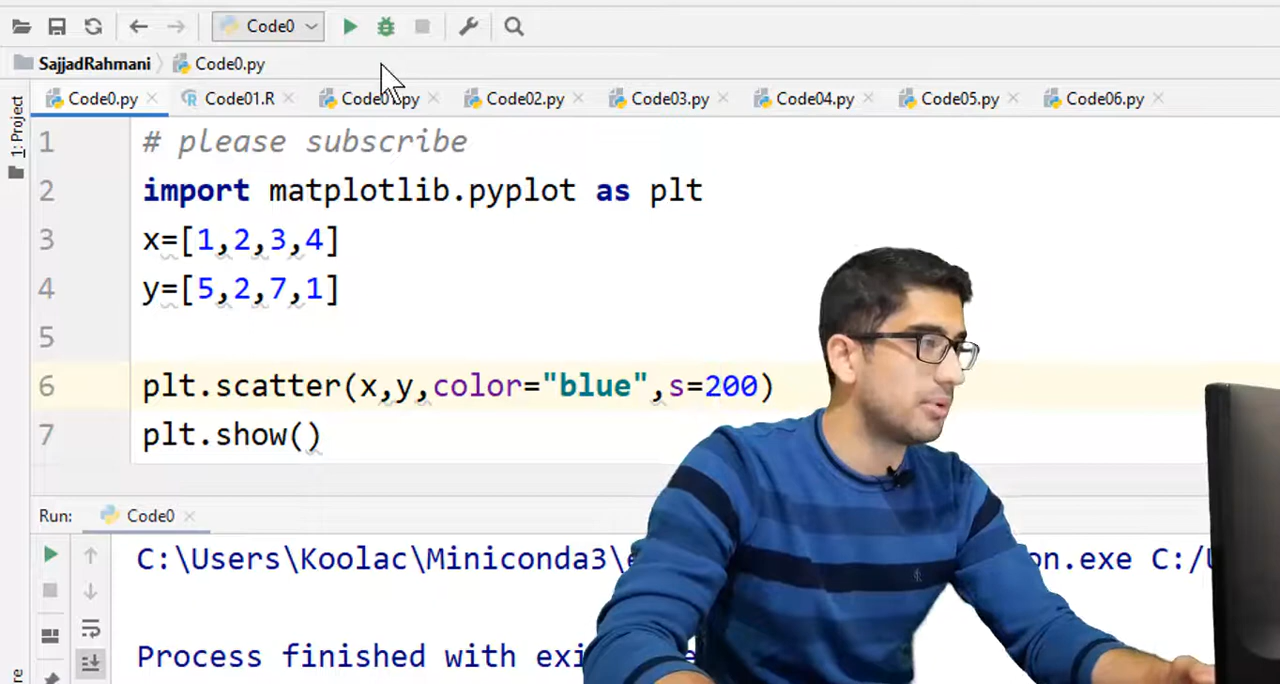 Code0
SajjadRahmani Code0.py
1: Project
Code0.py Code01.R Code02.py Code03.py Code04.py Code05.py Code06.py
1 # please subscribe
2 import matplotlib.pyplot as plt
3 x=[1,2,3,4]
4 y=[5,2,7,1]
5
6 plt.scatter(x,y,color="blue",s=200)
7 plt.show()
Run: Code0
C:\Users\Koolac\Miniconda3\ on.exe C:/
Process finished with